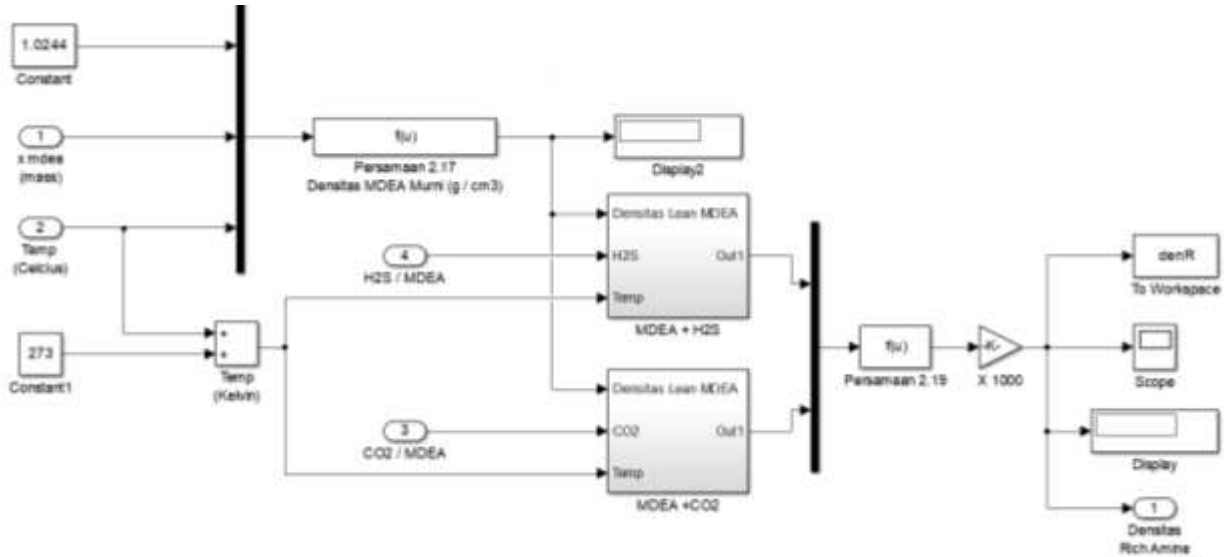 1.0244
Constant
1
x mdea
(mass)
2
Temp
(Celcius)
273
Constant1
+
+
Temp
(Kelvin)
f(u)
Persamaan 2.17
Densitas MDEA Murni (g / cm3)
Display2
4
H2S / MDEA
3
CO2 / MDEA
Densitas Lean MDEA
H2S
Out1
Temp
MDEA + H2S
Densitas Lean MDEA
CO2
Out1
Temp
MDEA +CO2
f(u)
Persamaan 2.19
-K-
X 1000
denR
To Workspace
Scope
Display
1
Densitas
Rich Amine